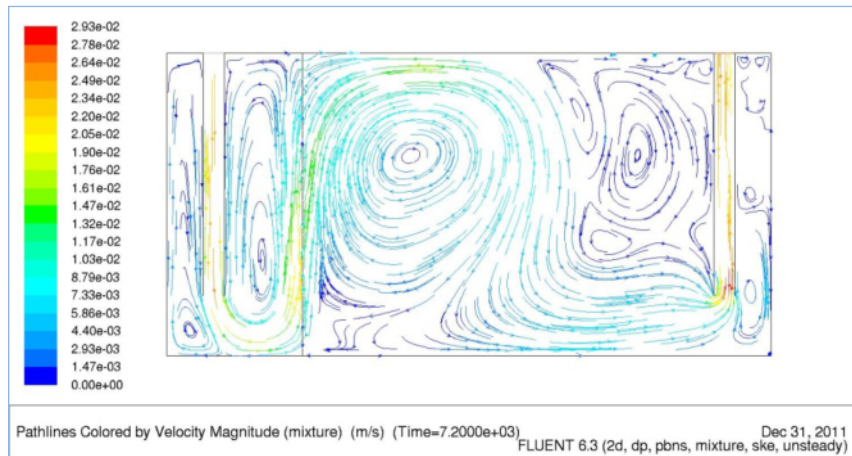 2.93e-02
2.78e-02
2.64e-02
2.49e-02
2.34e-02
2.20e-02
2.05e-02
1.90e-02
1.76e-02
1.61e-02
1.47e-02
1.32e-02
1.17e-02
1.03e-02
8.79e-03
7.33e-03
5.86e-03
4.40e-03
2.93e-03
1.47e-03
0.00e+00
Pathlines Colored by Velocity Magnitude (mixture) (m/s) (Time=7.2000e+03)
Dec 31, 2011
FLUENT 6.3 (2d, dp, pbns, mixture, ske, unsteady)